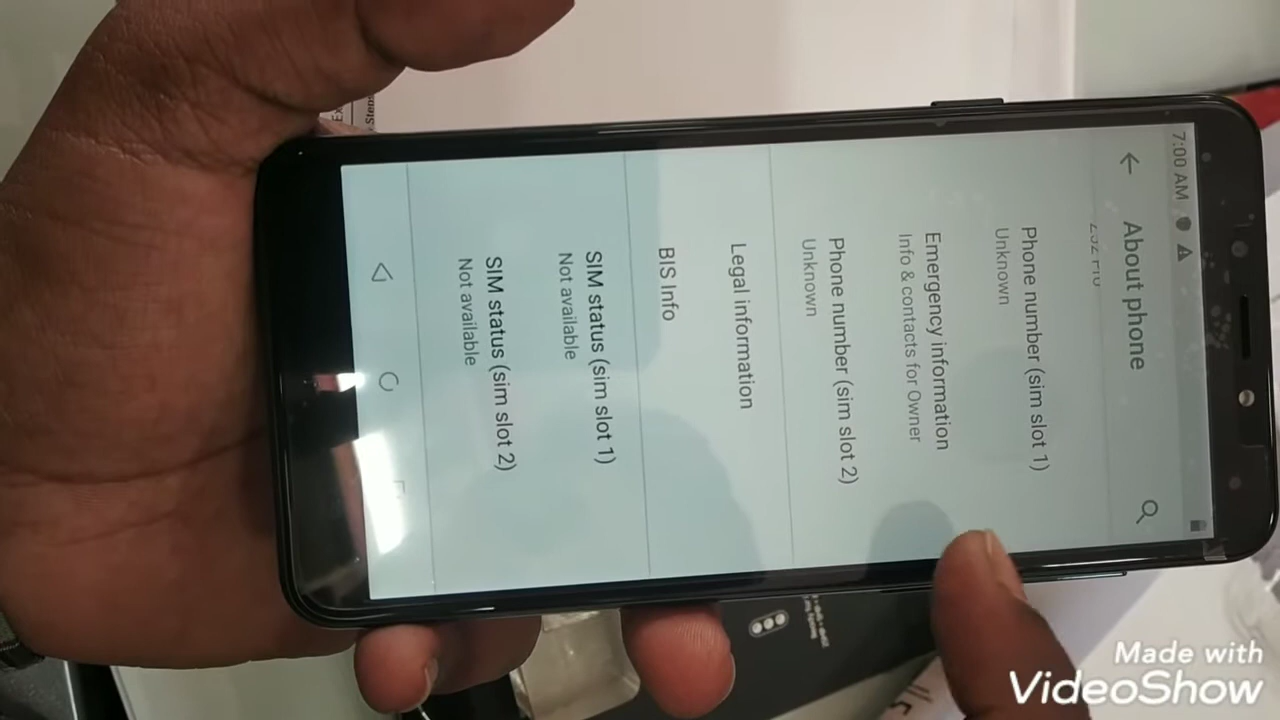 7:00 AM
About phone
Phone number (sim slot 1)
Unknown
Emergency information
Info & contacts for Owner
Phone number (sim slot 2)
Unknown
Legal information
BIS Info
SIM status (sim slot 1)
Not available
SIM status (sim slot 2)
Not available
Made with
VideoShow